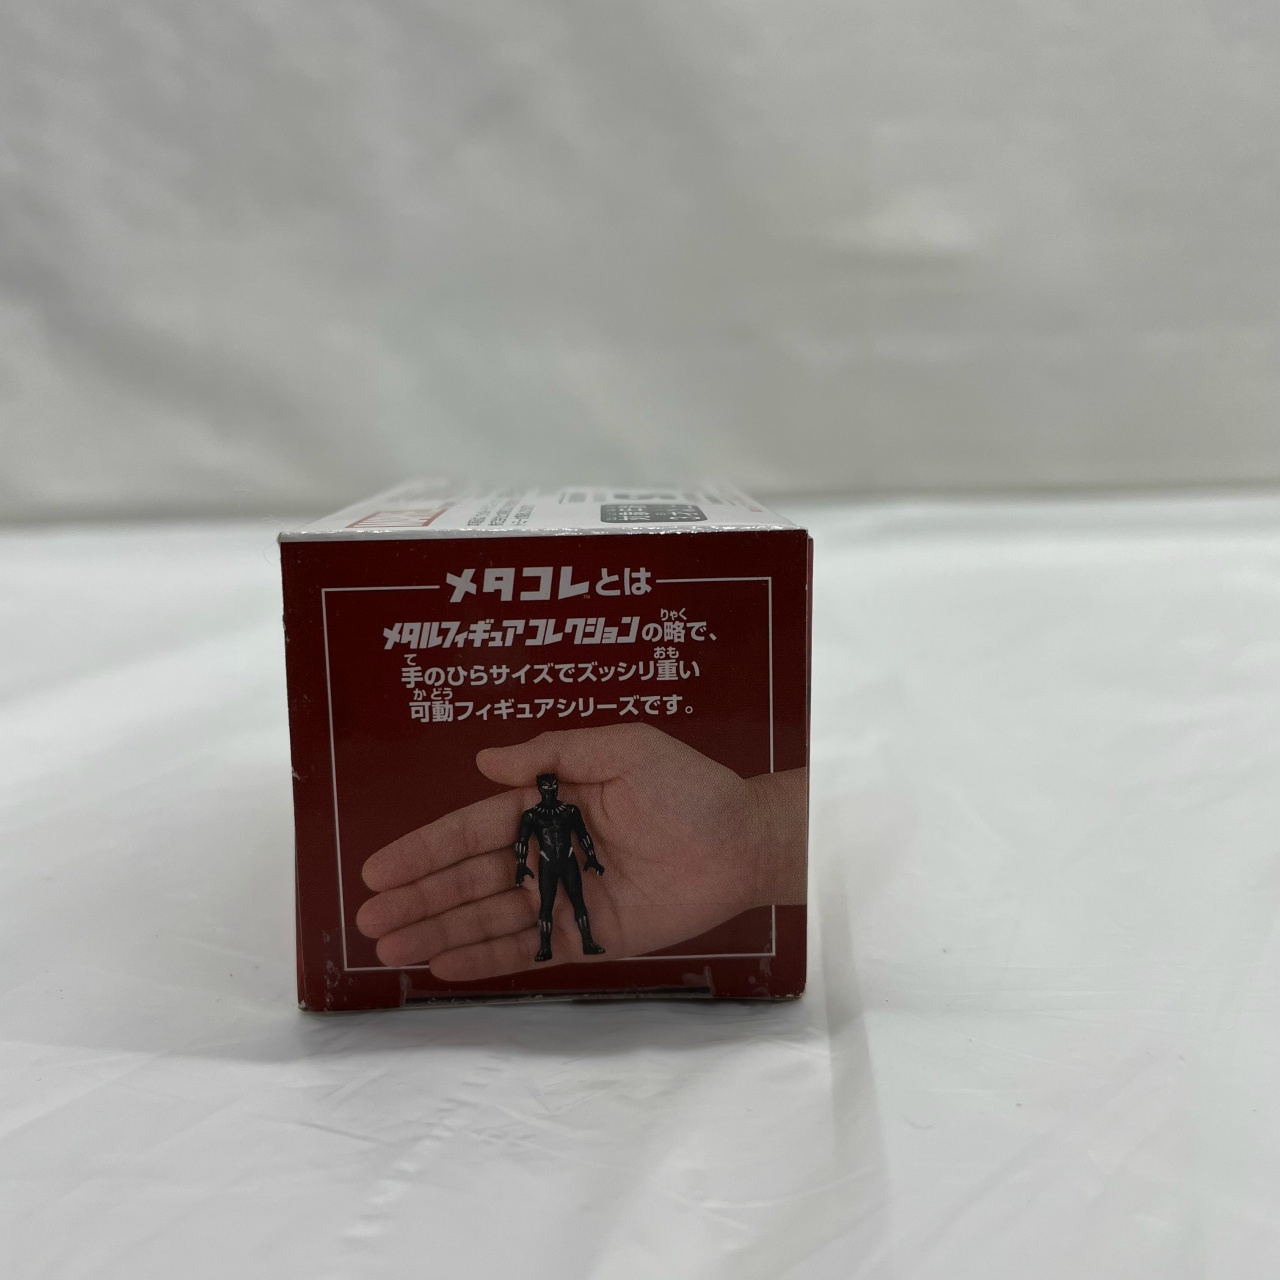 メタコレ™とは
メタルフィギュアコレクションの略で、
手のひらサイズでズッシリ重い
可動フィギュアシリーズです。